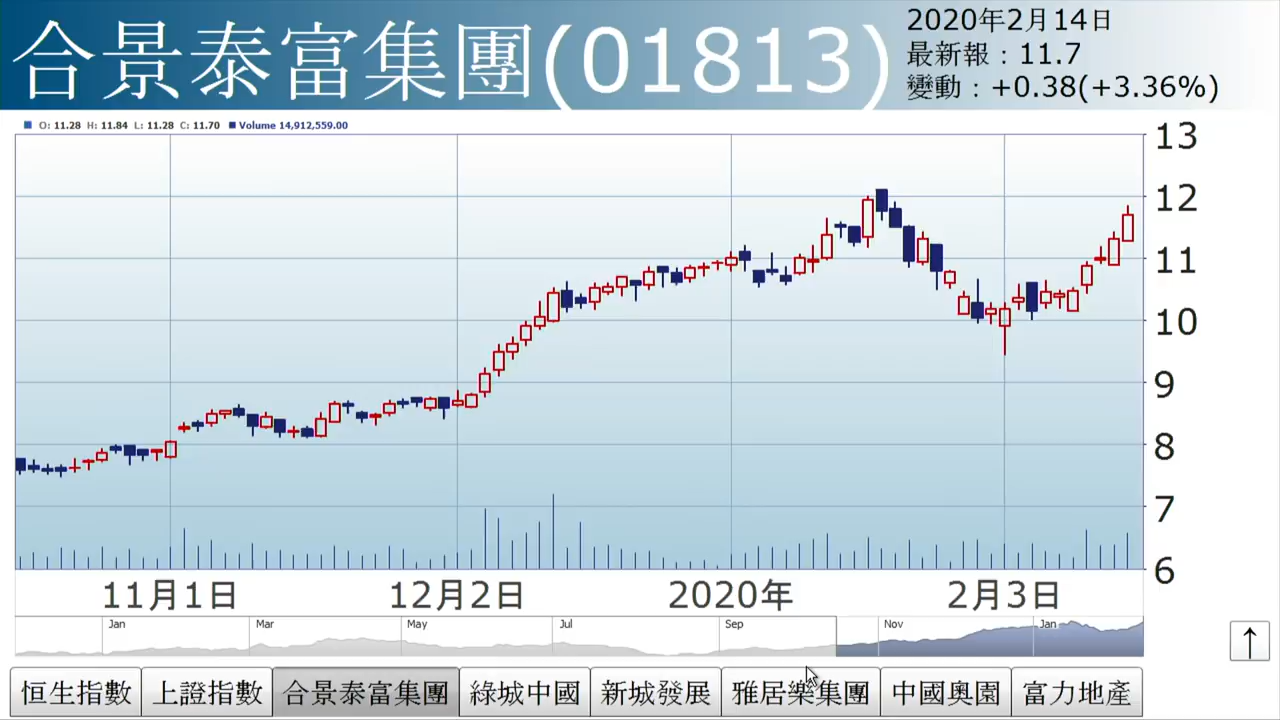 合景泰富集團(01813)
2020年2月14日
最新報：11.7
變動：+0.38(+3.36%)
O: 11.28 H: 11.84 L: 11.28 C: 11.70 Volume 14,912,559.00
13
12
11
10
9
8
7
6
11月1日 12月2日 2020年 2月3日
Jan Mar May Jul Sep Nov Jan
↑
恒生指數 上證指數 合景泰富集團 綠城中國 新城發展 雅居樂集團 中國奧園 富力地產